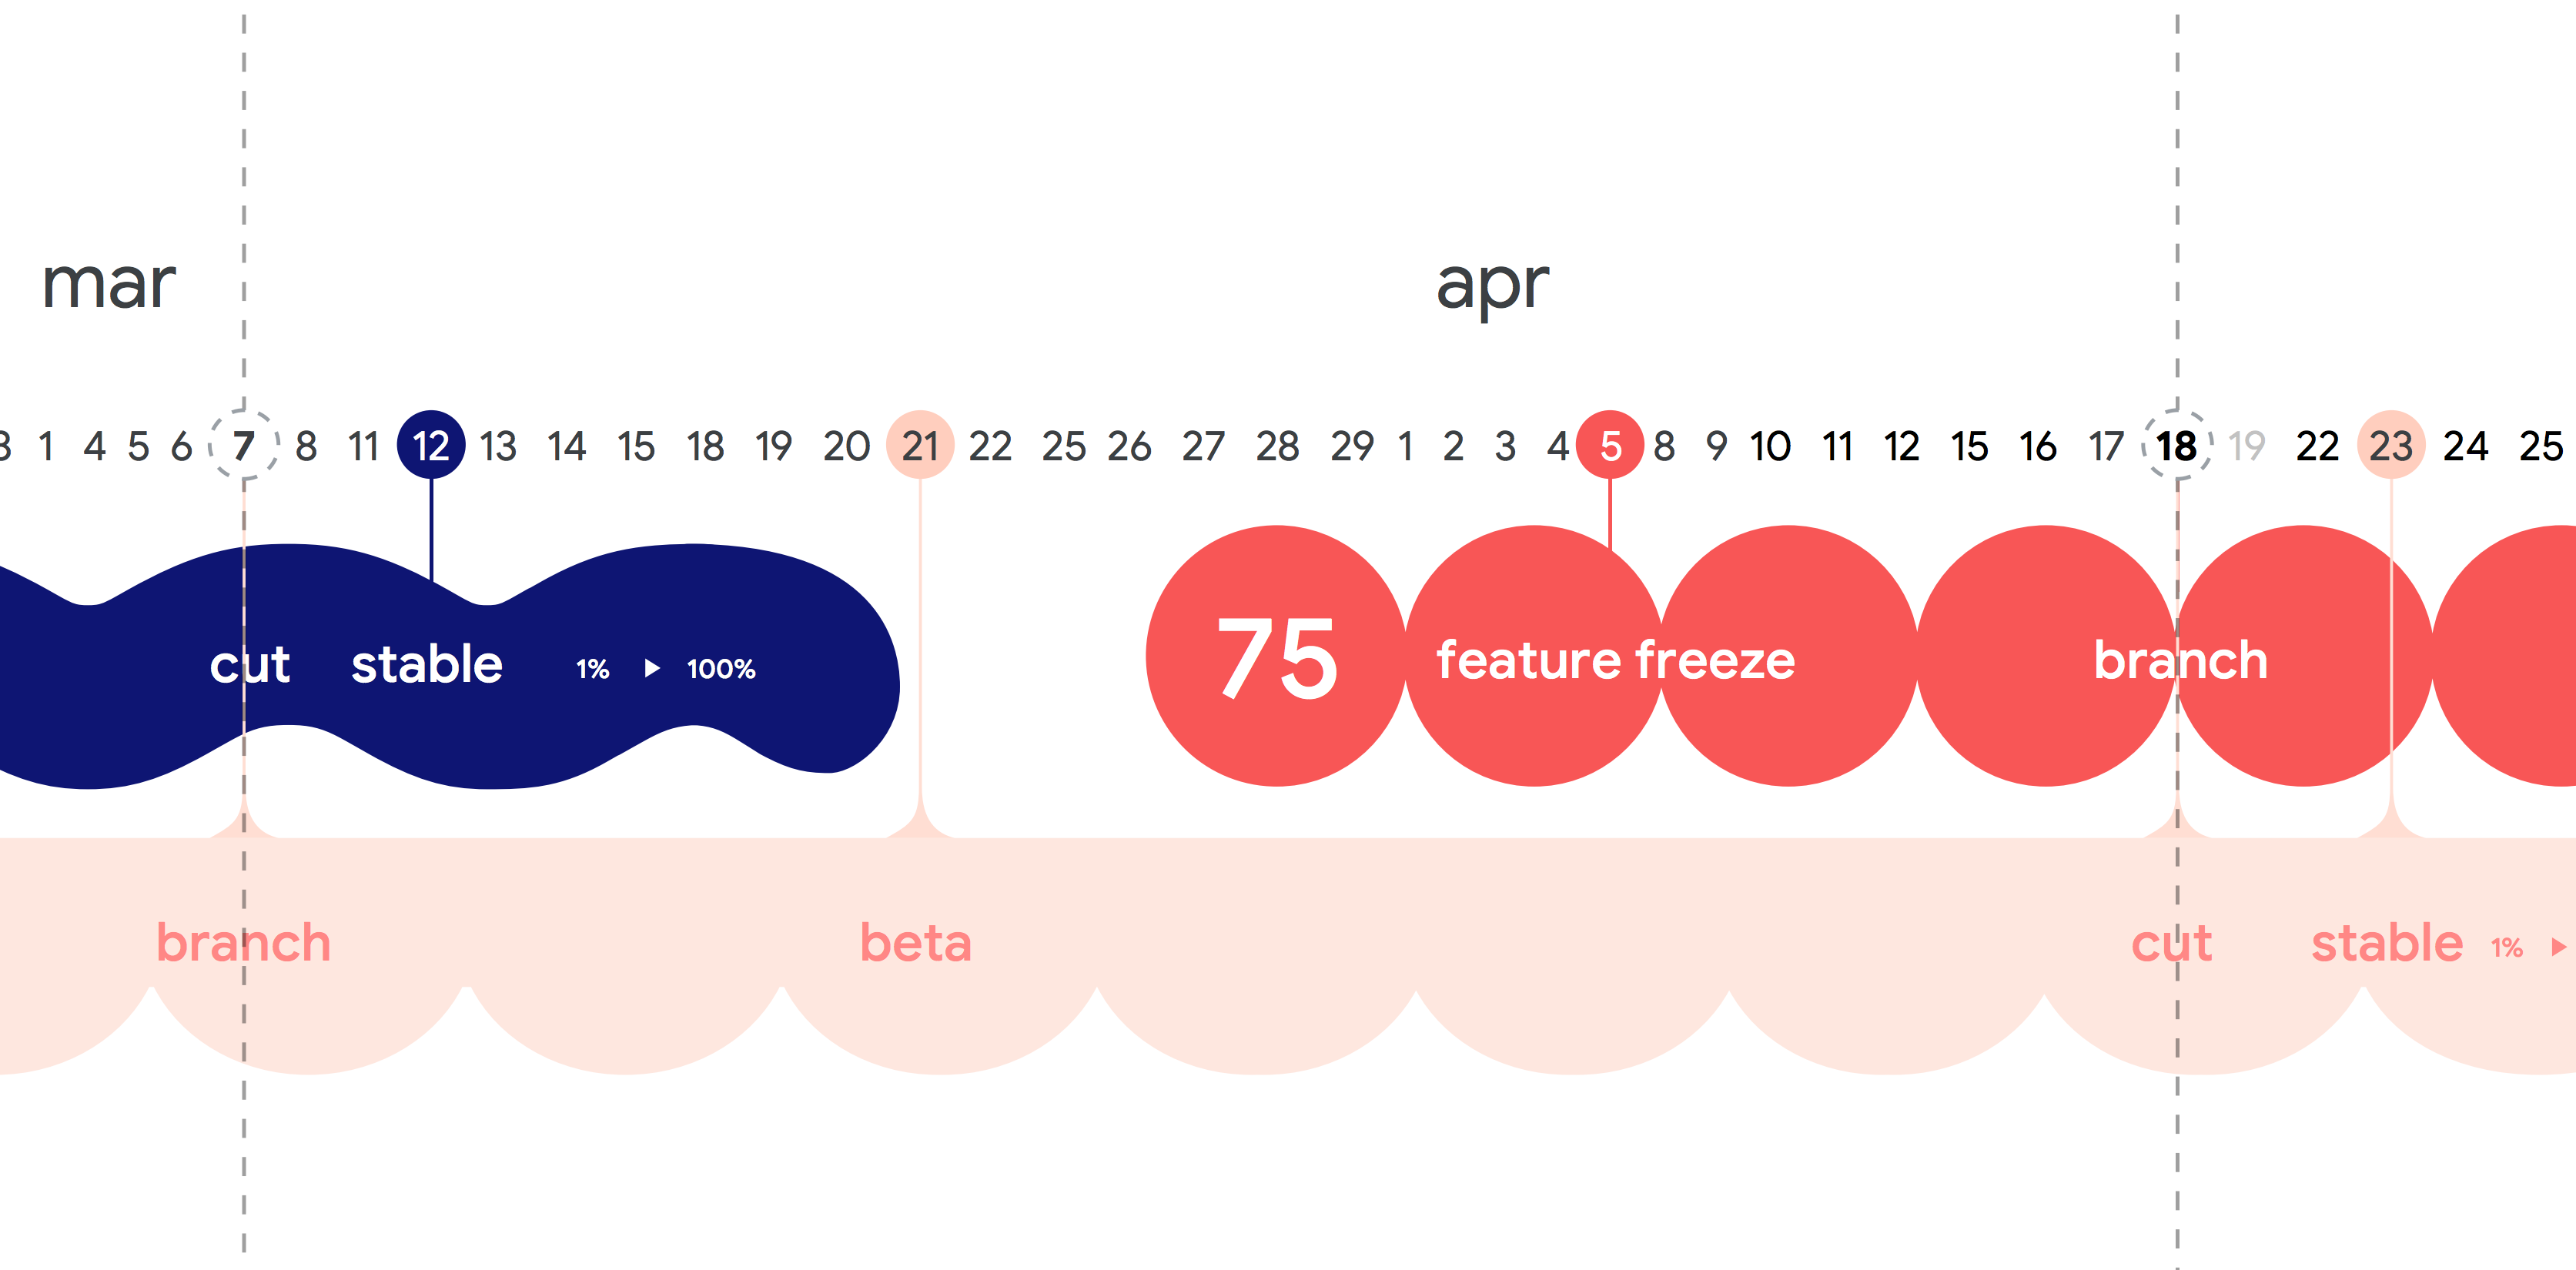 mar apr
1 4 5 6 7 8 11 12 13 14 15 18 19 20 21 22 25 26 27 28 29 1 2 3 4 5 8 9 10 11 12 15 16 17 18 19 22 23 24 25
cut stable 1% ▶ 100% 75 feature freeze branch
branch beta cut stable 1% ▶